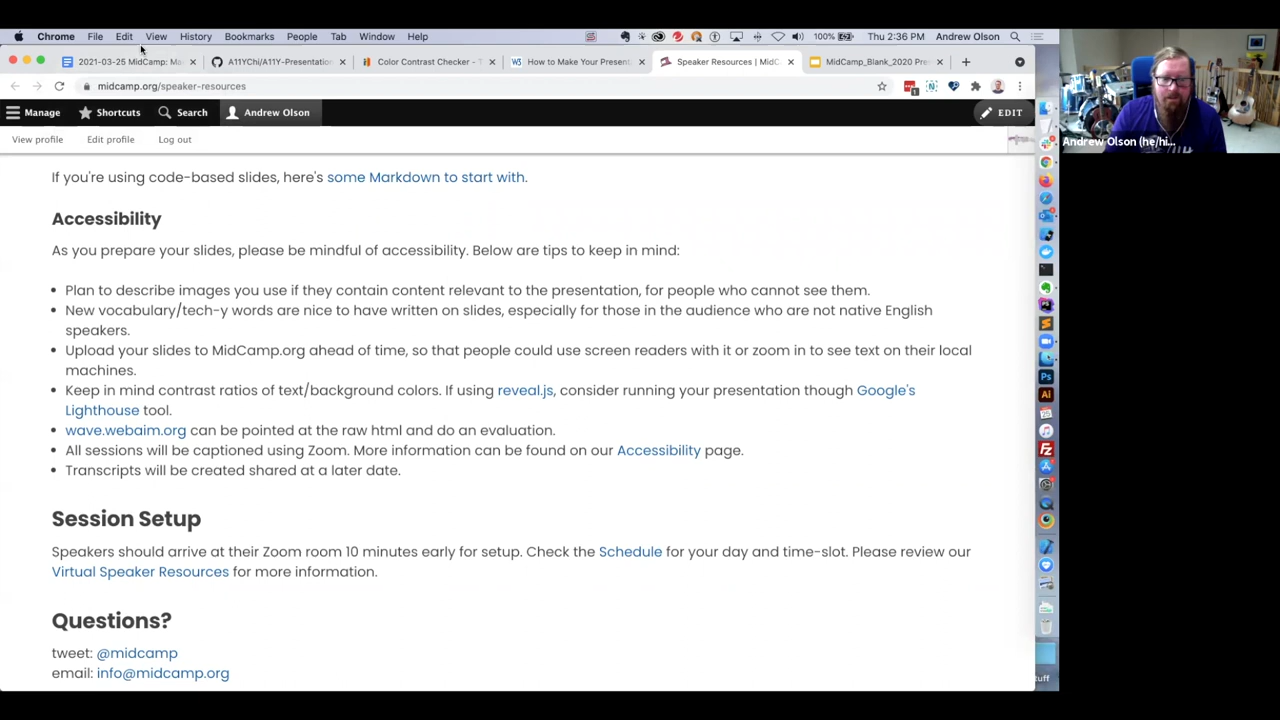 Chrome File Edit View History Bookmarks People Tab Window Help 100% Thu 2:36 PM Andrew Olson
2021-03-25 MidCamp: Ma A11YChi/A11Y-Presentation Color Contrast Checker - T How to Make Your Present Speaker Resources | MidC MidCamp_Blank_2020 Pre
midcamp.org/speaker-resources
Manage Shortcuts Search Andrew Olson EDIT
View profile Edit profile Log out
If you're using code-based slides, here's some Markdown to start with.
Accessibility
As you prepare your slides, please be mindful of accessibility. Below are tips to keep in mind:
Plan to describe images you use if they contain content relevant to the presentation, for people who cannot see them.
New vocabulary/tech-y words are nice to have written on slides, especially for those in the audience who are not native English
speakers.
Upload your slides to MidCamp.org ahead of time, so that people could use screen readers with it or zoom in to see text on their local
machines.
Keep in mind contrast ratios of text/background colors. If using reveal.js, consider running your presentation though Google's
Lighthouse tool.
wave.webaim.org can be pointed at the raw html and do an evaluation.
All sessions will be captioned using Zoom. More information can be found on our Accessibility page.
Transcripts will be created shared at a later date.
Session Setup
Speakers should arrive at their Zoom room 10 minutes early for setup. Check the Schedule for your day and time-slot. Please review our
Virtual Speaker Resources for more information.
Questions?
tweet: @midcamp
email: info@midcamp.org
Andrew Olson (he/hi...
tuff
Ps
Ai
Fz